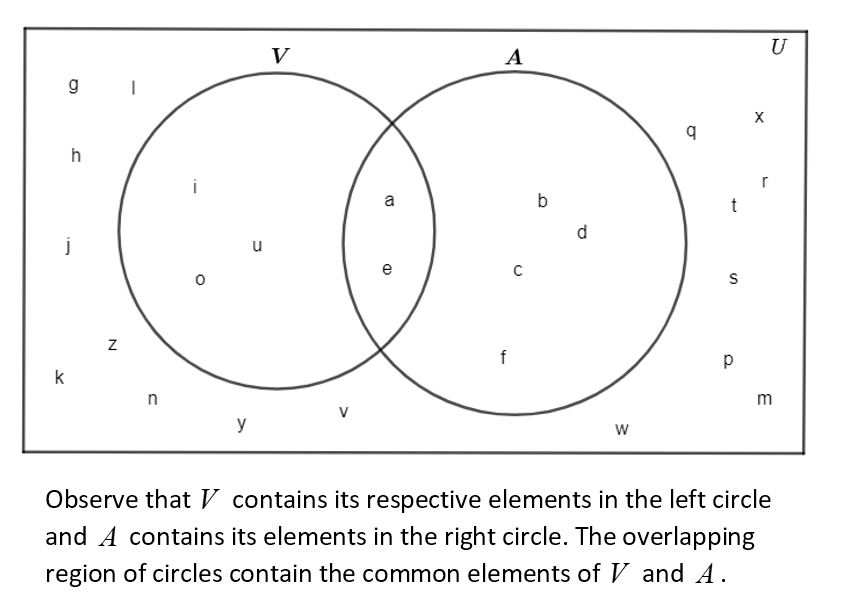 V A U
g l
x
q
h
r
i
a b t
d
j u
e c s
o
z
f p
k
n m
v
y w
Observe that V contains its respective elements in the left circle
and A contains its elements in the right circle. The overlapping
region of circles contain the common elements of V and A.